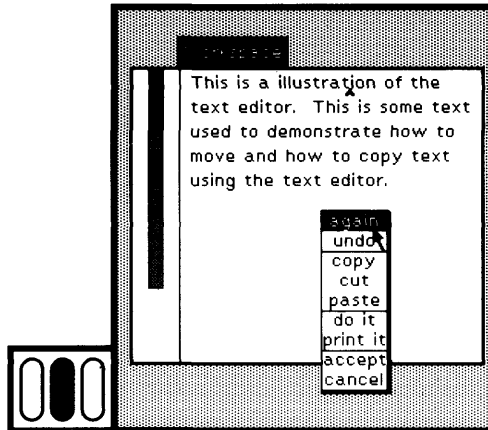 Workspace
This is a illustration of the
text editor.  This is some text
used to demonstrate how to
move and how to copy text
using the text editor.
again
undo
copy
cut
paste
do it
print it
accept
cancel